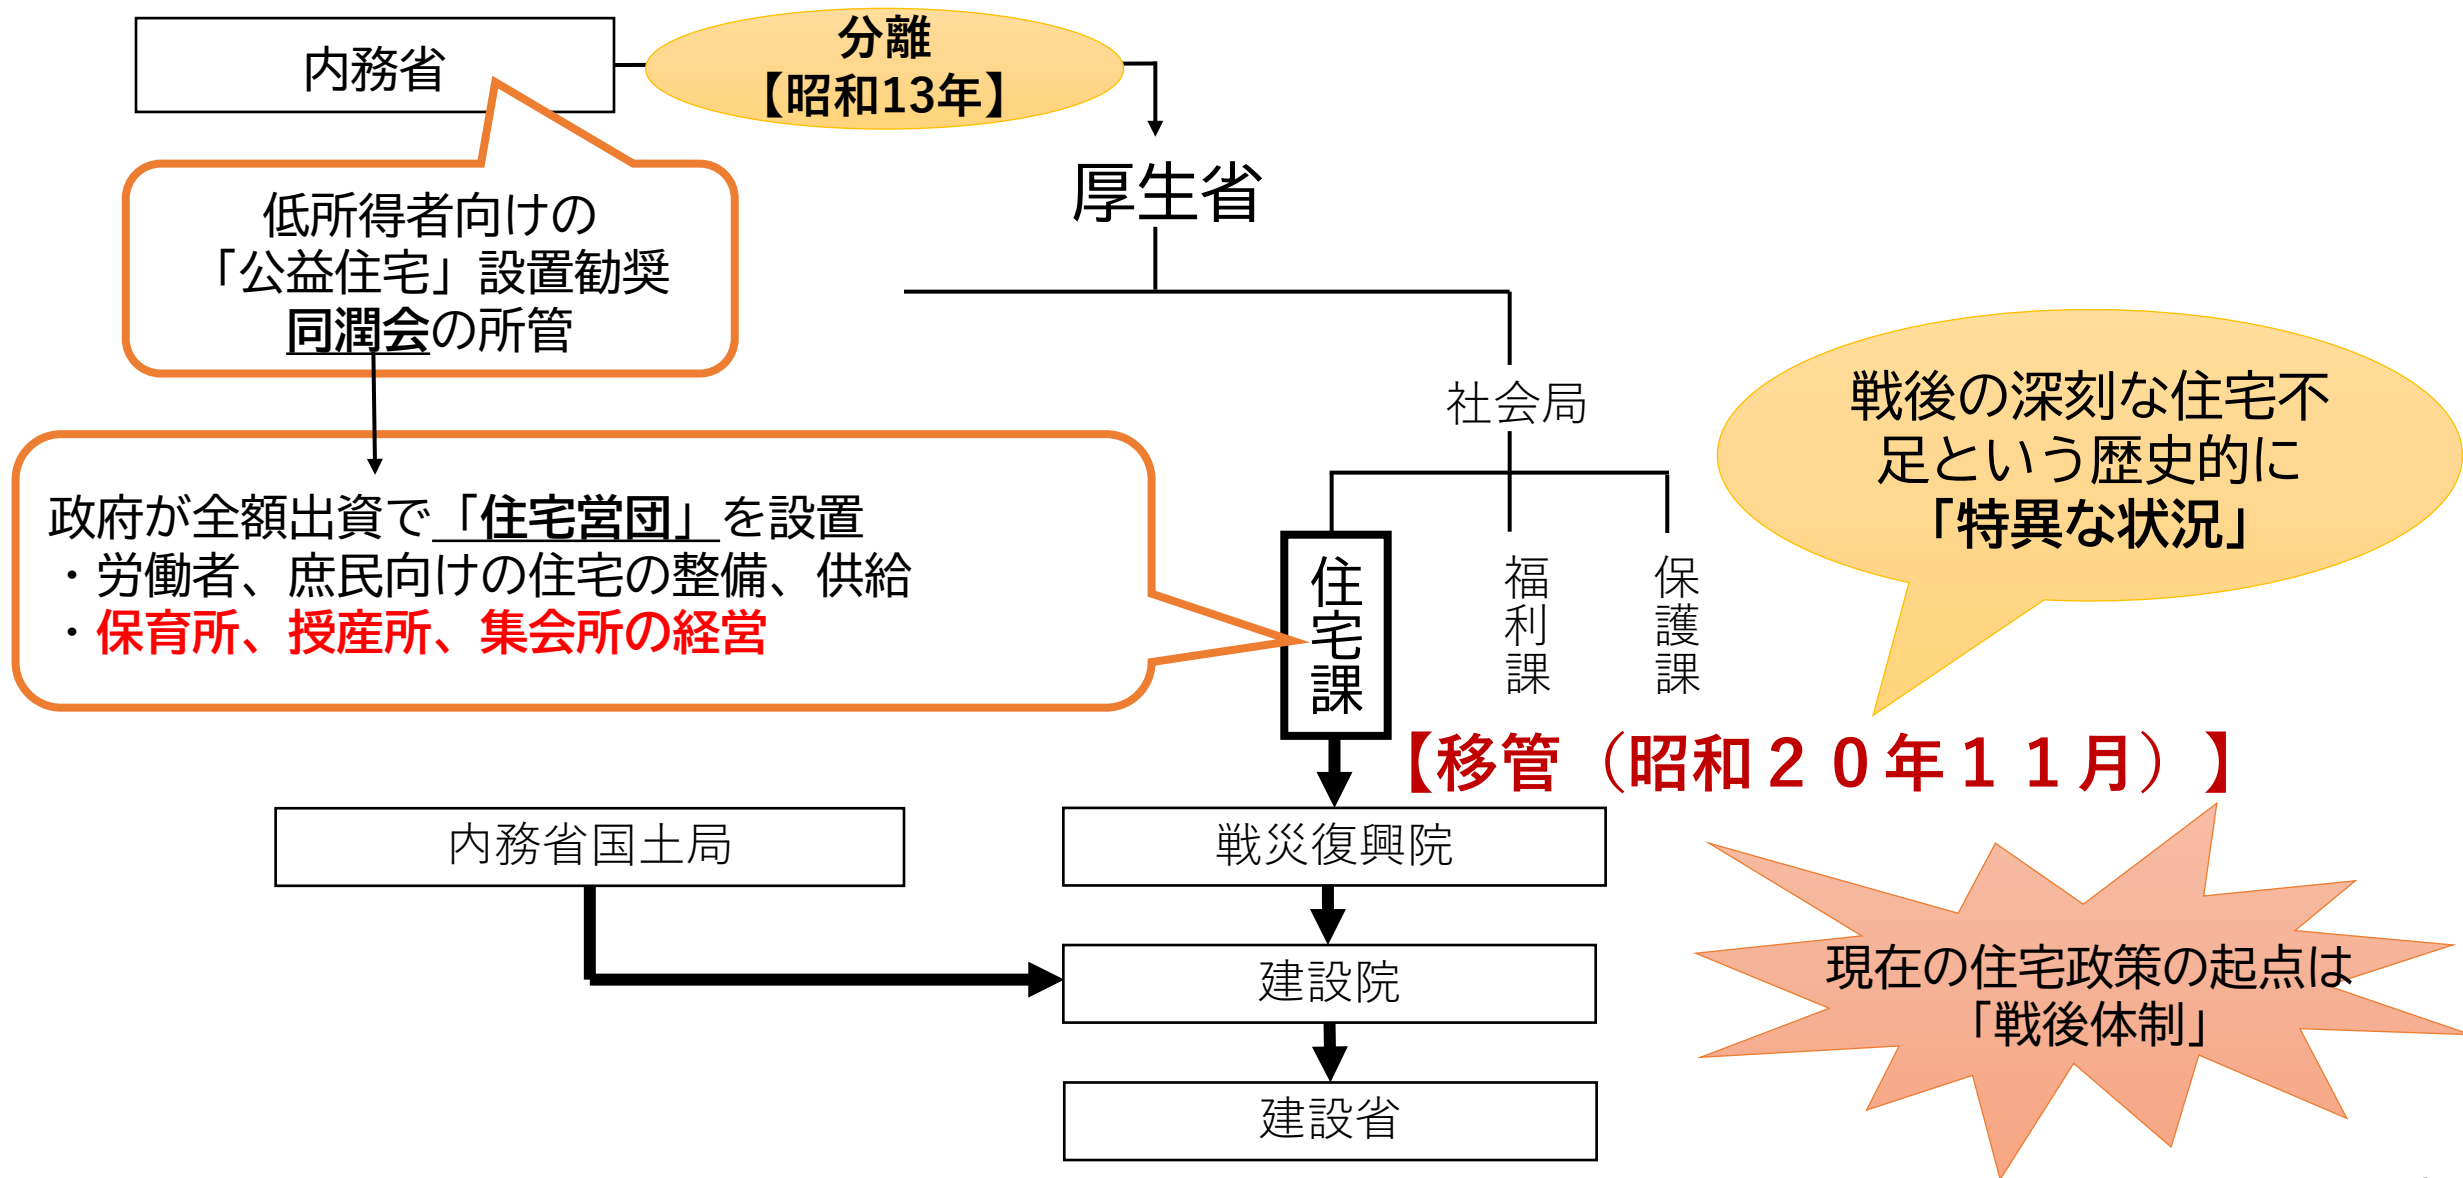 内務省
分離
【昭和13年】
厚生省
低所得者向けの
「公益住宅」設置勧奨
同潤会の所管
社会局
戦後の深刻な住宅不
足という歴史的に
「特異な状況」
政府が全額出資で「住宅営団」を設置
・労働者、庶民向けの住宅の整備、供給
・保育所、授産所、集会所の経営
住宅課
福利課
保護課
【移管（昭和２０年１１月）】
内務省国土局
戦災復興院
建設院
現在の住宅政策の起点は
「戦後体制」
建設省